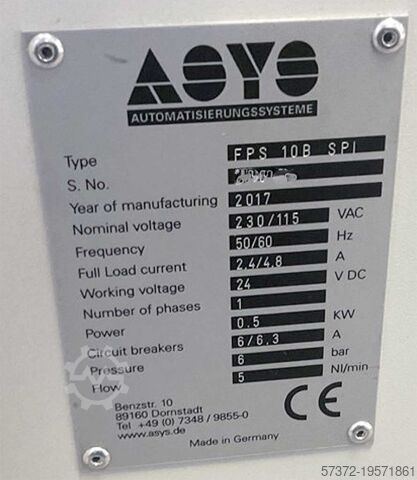 ASYS
AUTOMATISIERUNGSSYSTEME
Type EPS 10B SPI
S. No.
Year of manufacturing 2017
Nominal voltage 230/115 VAC
Frequency 50/60 Hz
Full Load current 2,4/4.8 A
Working voltage 24 V DC
Number of phases 1
Power 0.5 KW
Circuit breakers 6/6.3 A
Pressure 6 bar
Flow 5 Nl/min
Benzstr. 10
89160 Dornstadt
Tel +49 (0) 7348 / 9855-0
www.asys.de
CE
Made in Germany
57372-19571861